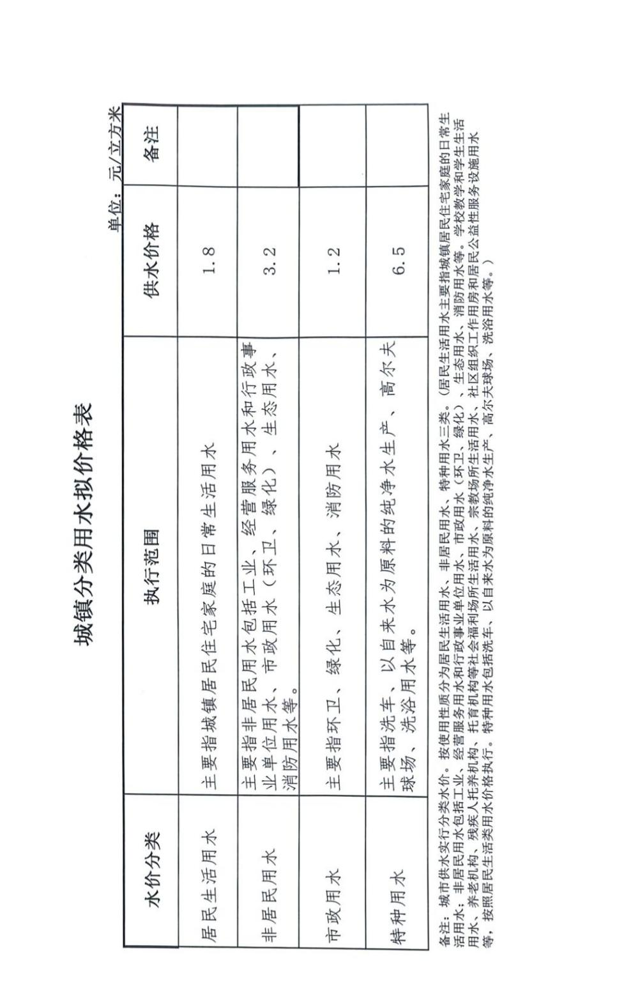 城镇分类用水拟价格表
单位：元/立方米
水价分类 执行范围 供水价格 备注
居民生活用水 主要指城镇居民住宅家庭的日常生活用水 1.8
非居民用水 主要指非居民用水包括工业、经营服务用水和行政事
业单位用水、市政用水（环卫、绿化）、生态用水、
消防用水等。 3.2
市政用水 主要指环卫、绿化、生态用水、消防用水 1.2
特种用水 主要指洗车、以自来水为原料的纯净水生产、高尔夫
球场、洗浴用水等。 6.5
备注：城市供水实行分类水价。按使用性质分为居民生活用水、非居民用水、特种用水三类。（居民生活用水主要指城镇居民住宅家庭的日常生
活用水；非居民用水包括工业、经营服务用水和行政事业单位用水、市政用水（环卫、绿化）、生态用水、消防用水等。学校教学和学生生活
用水、养老机构、残疾人托养机构、托育机构等社会福利场所生活用水、宗教场所生活用水、社区组织工作用房和居民公益性服务设施用水
等，按照居民生活类用水价格执行。特种用水包括洗车、以自来水为原料的纯净水生产、高尔夫球场、洗浴用水等。）